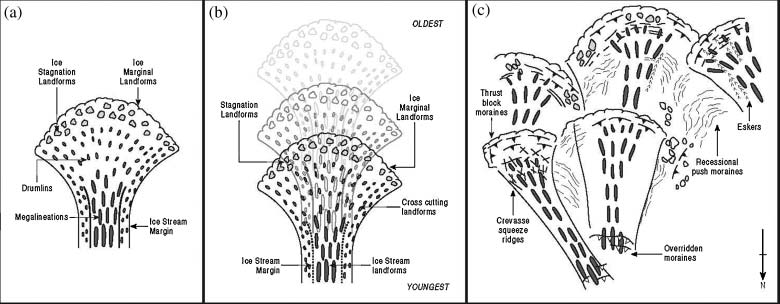 (a)
Ice
Stagnation
Landforms
Ice
Marginal
Landforms
Drumlins
Megalineations
Ice Stream
Margin
(b)
OLDEST
Stagnation
Landforms
Ice
Marginal
Landforms
Cross cutting
landforms
Ice Stream
Margin
Ice Stream
landforms
YOUNGEST
(c)
Thrust
block
moraines
Eskers
Recessional
push moraines
Crevasse
squeeze
ridges
Overridden
moraines
N